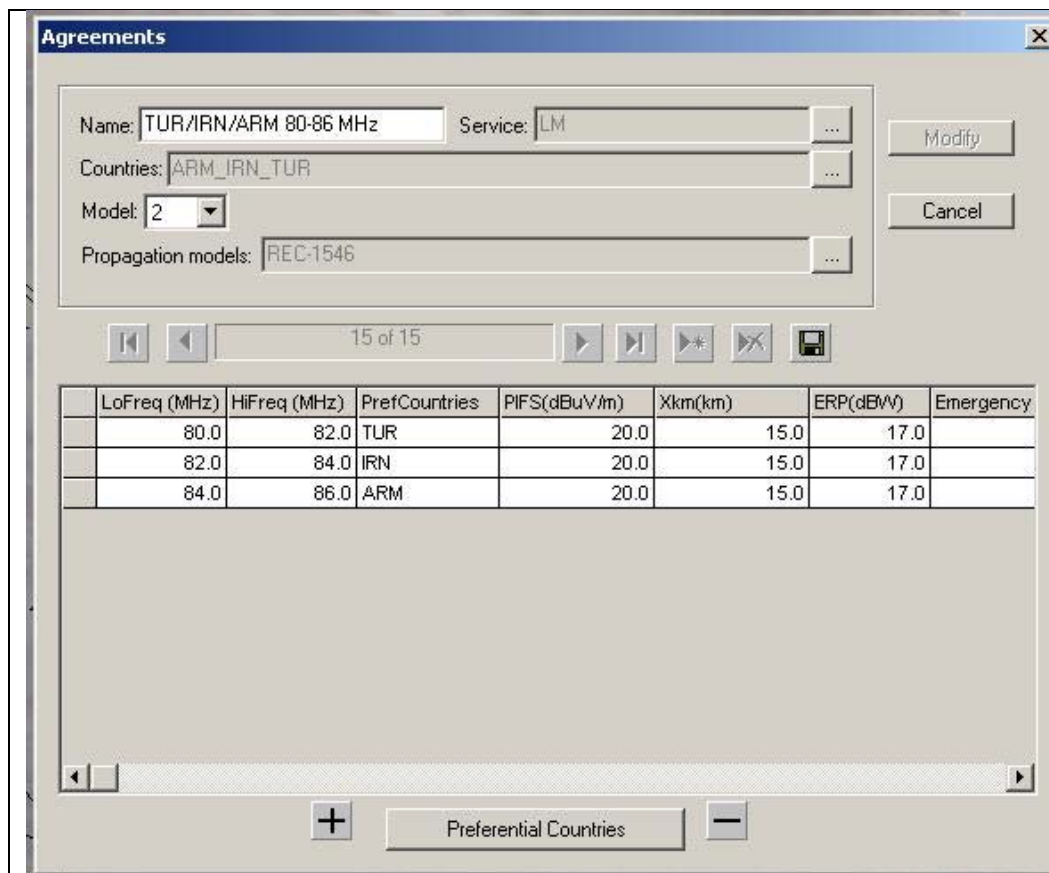 Agreements
Name: TUR/IRN/ARM 80-86 MHz Service: LM ... Modify
Countries: ARM_IRN_TUR ...
Model: 2 Cancel
Propagation models: REC-1546 ...
15 of 15
LoFreq (MHz) HiFreq (MHz) PrefCountries PIFS(dBuV/m) Xkm(km) ERP(dBW) Emergency
80.0 82.0 TUR 20.0 15.0 17.0
82.0 84.0 IRN 20.0 15.0 17.0
84.0 86.0 ARM 20.0 15.0 17.0
+ Preferential Countries −